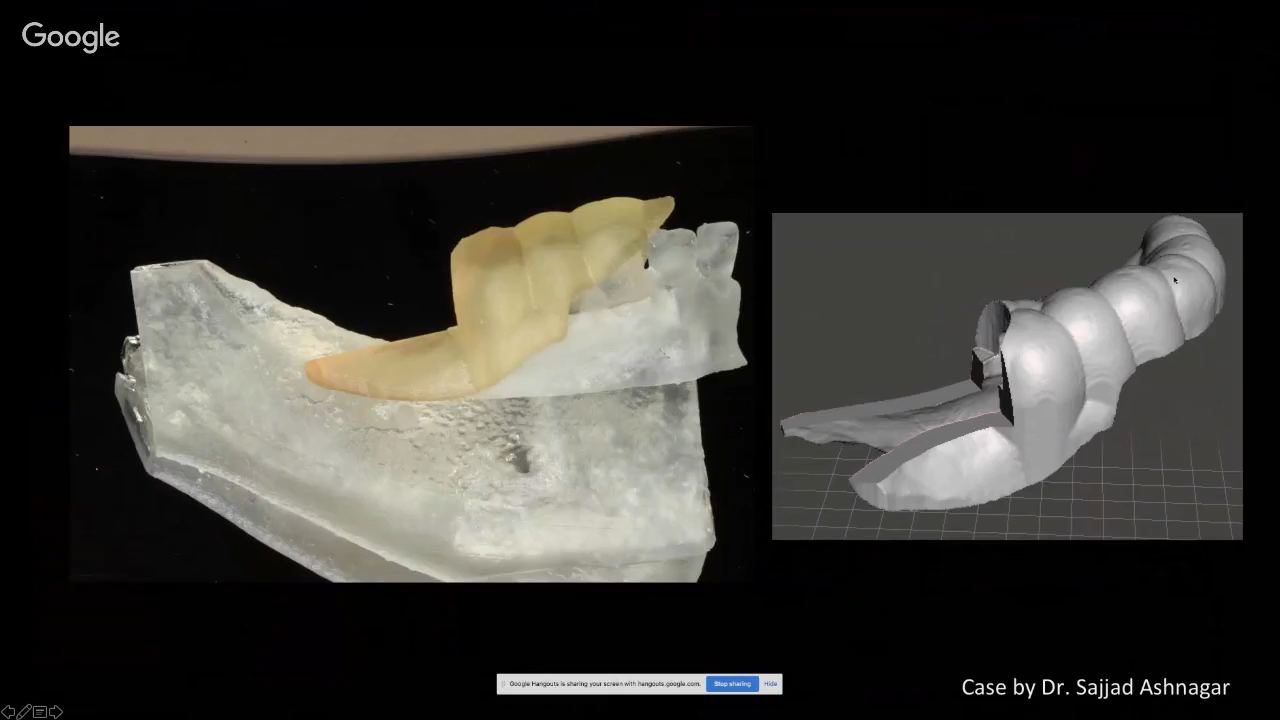 Google
Google Hangouts is sharing your screen with hangouts.google.com.
Stop sharing
Hide
Case by Dr. Sajjad Ashnagar